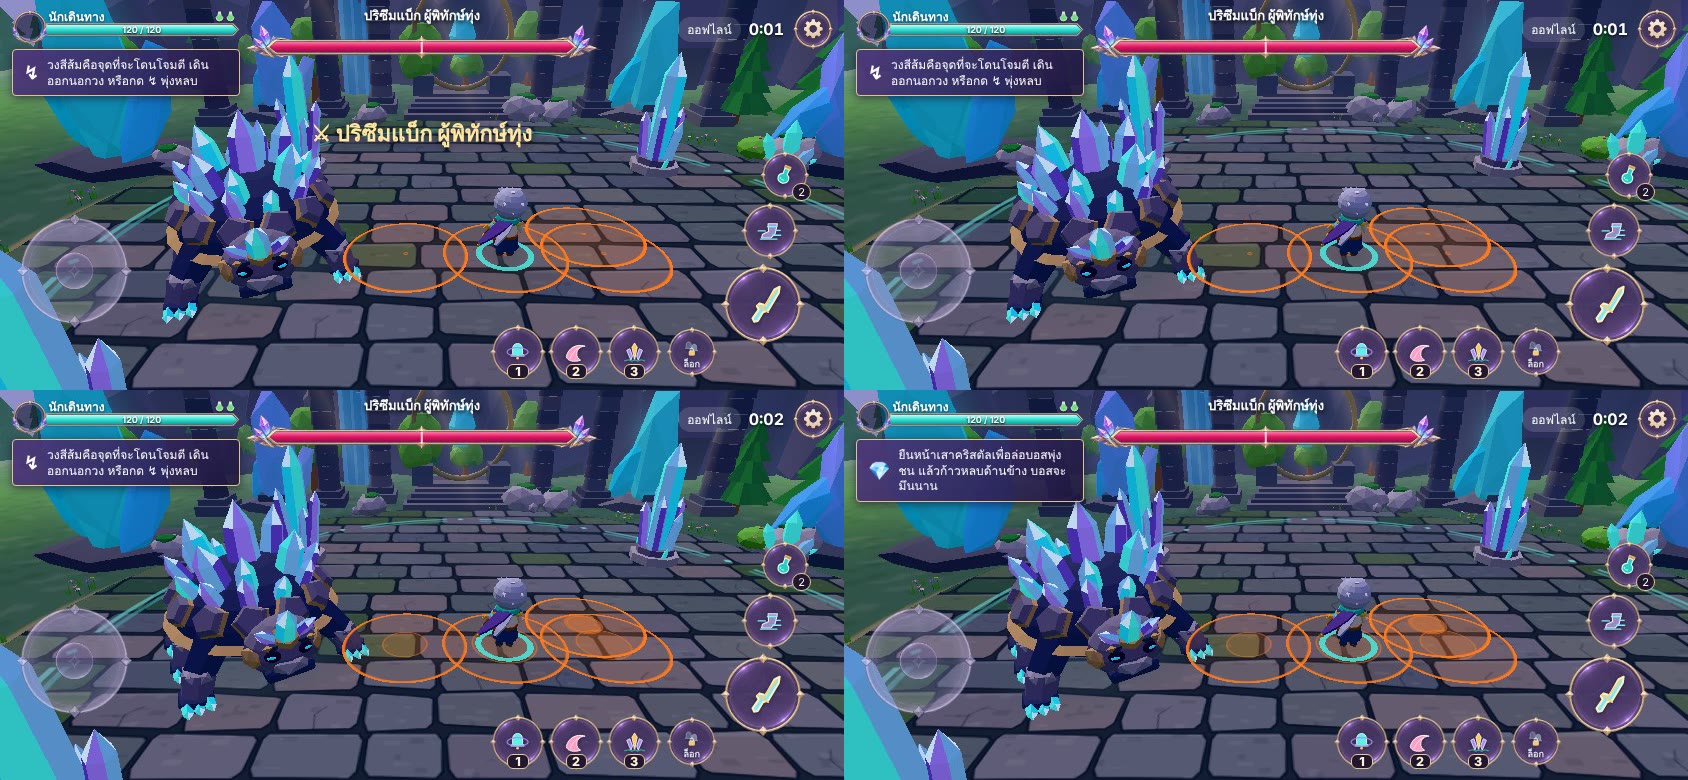 นักเดินทาง
120 / 120
ปริซึมแบ็ก ผู้พิทักษ์ทุ่ง
ออฟไลน์ 0:01
↯ วงสีส้มคือจุดที่จะโดนโจมตี เดิน
ออกนอกวง หรือกด ↯ พุ่งหลบ
⚔ ปริซึมแบ็ก ผู้พิทักษ์ทุ่ง
2
1
2
3
ล็อก
นักเดินทาง
120 / 120
ปริซึมแบ็ก ผู้พิทักษ์ทุ่ง
ออฟไลน์ 0:01
↯ วงสีส้มคือจุดที่จะโดนโจมตี เดิน
ออกนอกวง หรือกด ↯ พุ่งหลบ
2
1
2
3
ล็อก
นักเดินทาง
120 / 120
ปริซึมแบ็ก ผู้พิทักษ์ทุ่ง
ออฟไลน์ 0:02
↯ วงสีส้มคือจุดที่จะโดนโจมตี เดิน
ออกนอกวง หรือกด ↯ พุ่งหลบ
2
1
2
3
ล็อก
นักเดินทาง
120 / 120
ปริซึมแบ็ก ผู้พิทักษ์ทุ่ง
ออฟไลน์ 0:02
ยืนหน้าเสาคริสตัลเพื่อล่อบอสพุ่ง
ชน แล้วก้าวหลบด้านข้าง บอสจะ
มึนนาน
2
1
2
3
ล็อก